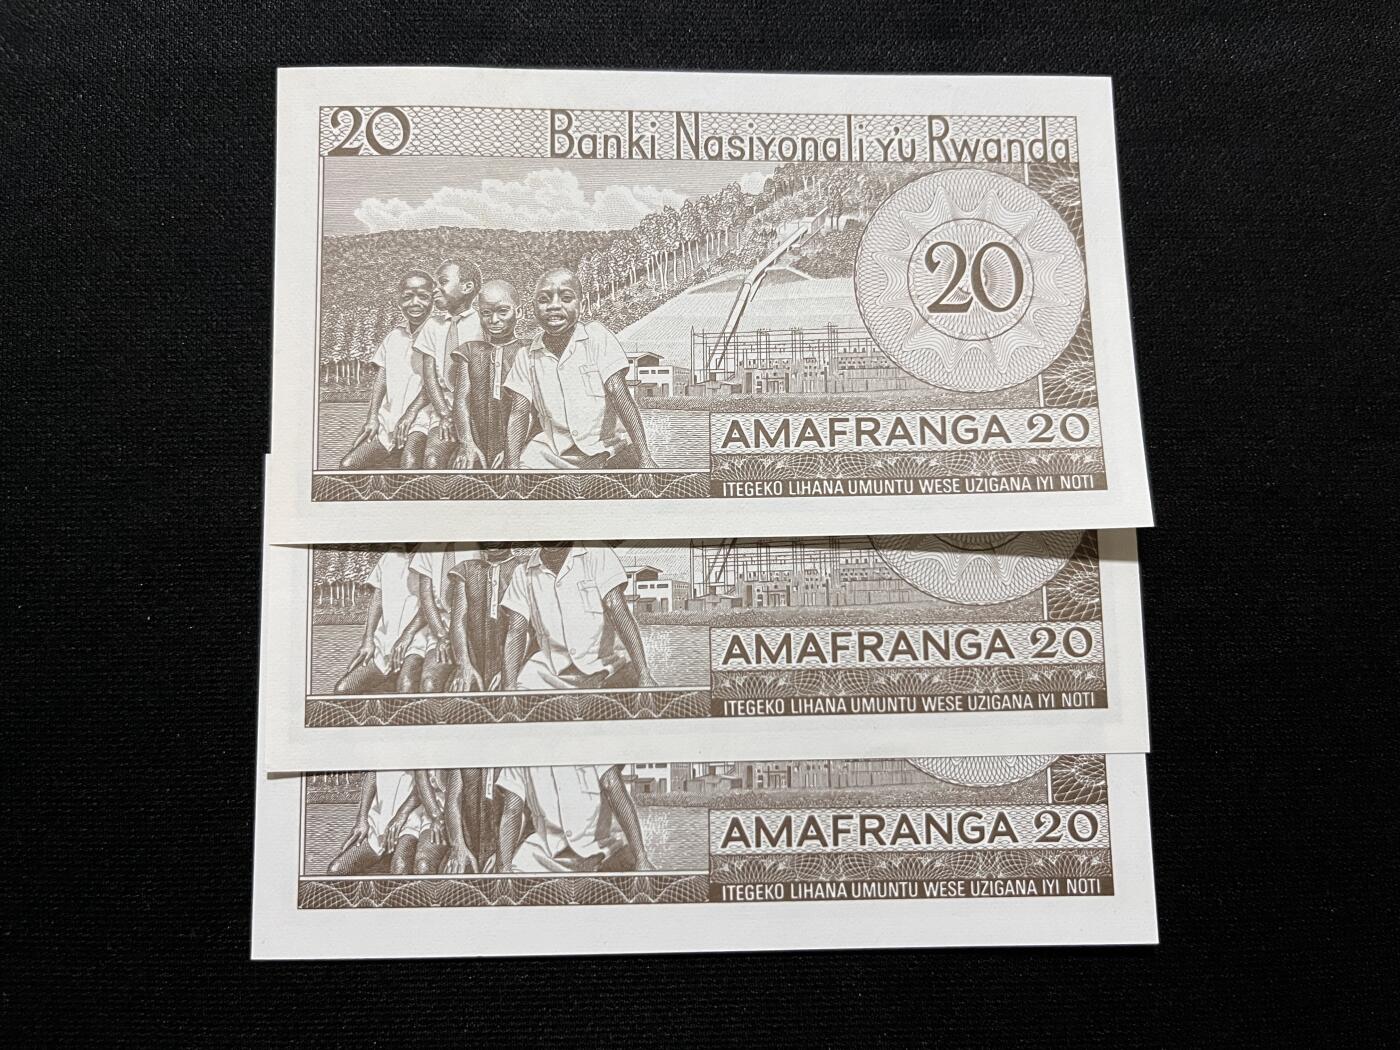 20 Banki Nasiyonali y'u Rwanda
20
AMAFRANGA 20
ITEGEKO LIHANA UMUNTU WESE UZIGANA IYI NOTI
AMAFRANGA 20
ITEGEKO LIHANA UMUNTU WESE UZIGANA IYI NOTI
AMAFRANGA 20
ITEGEKO LIHANA UMUNTU WESE UZIGANA IYI NOTI